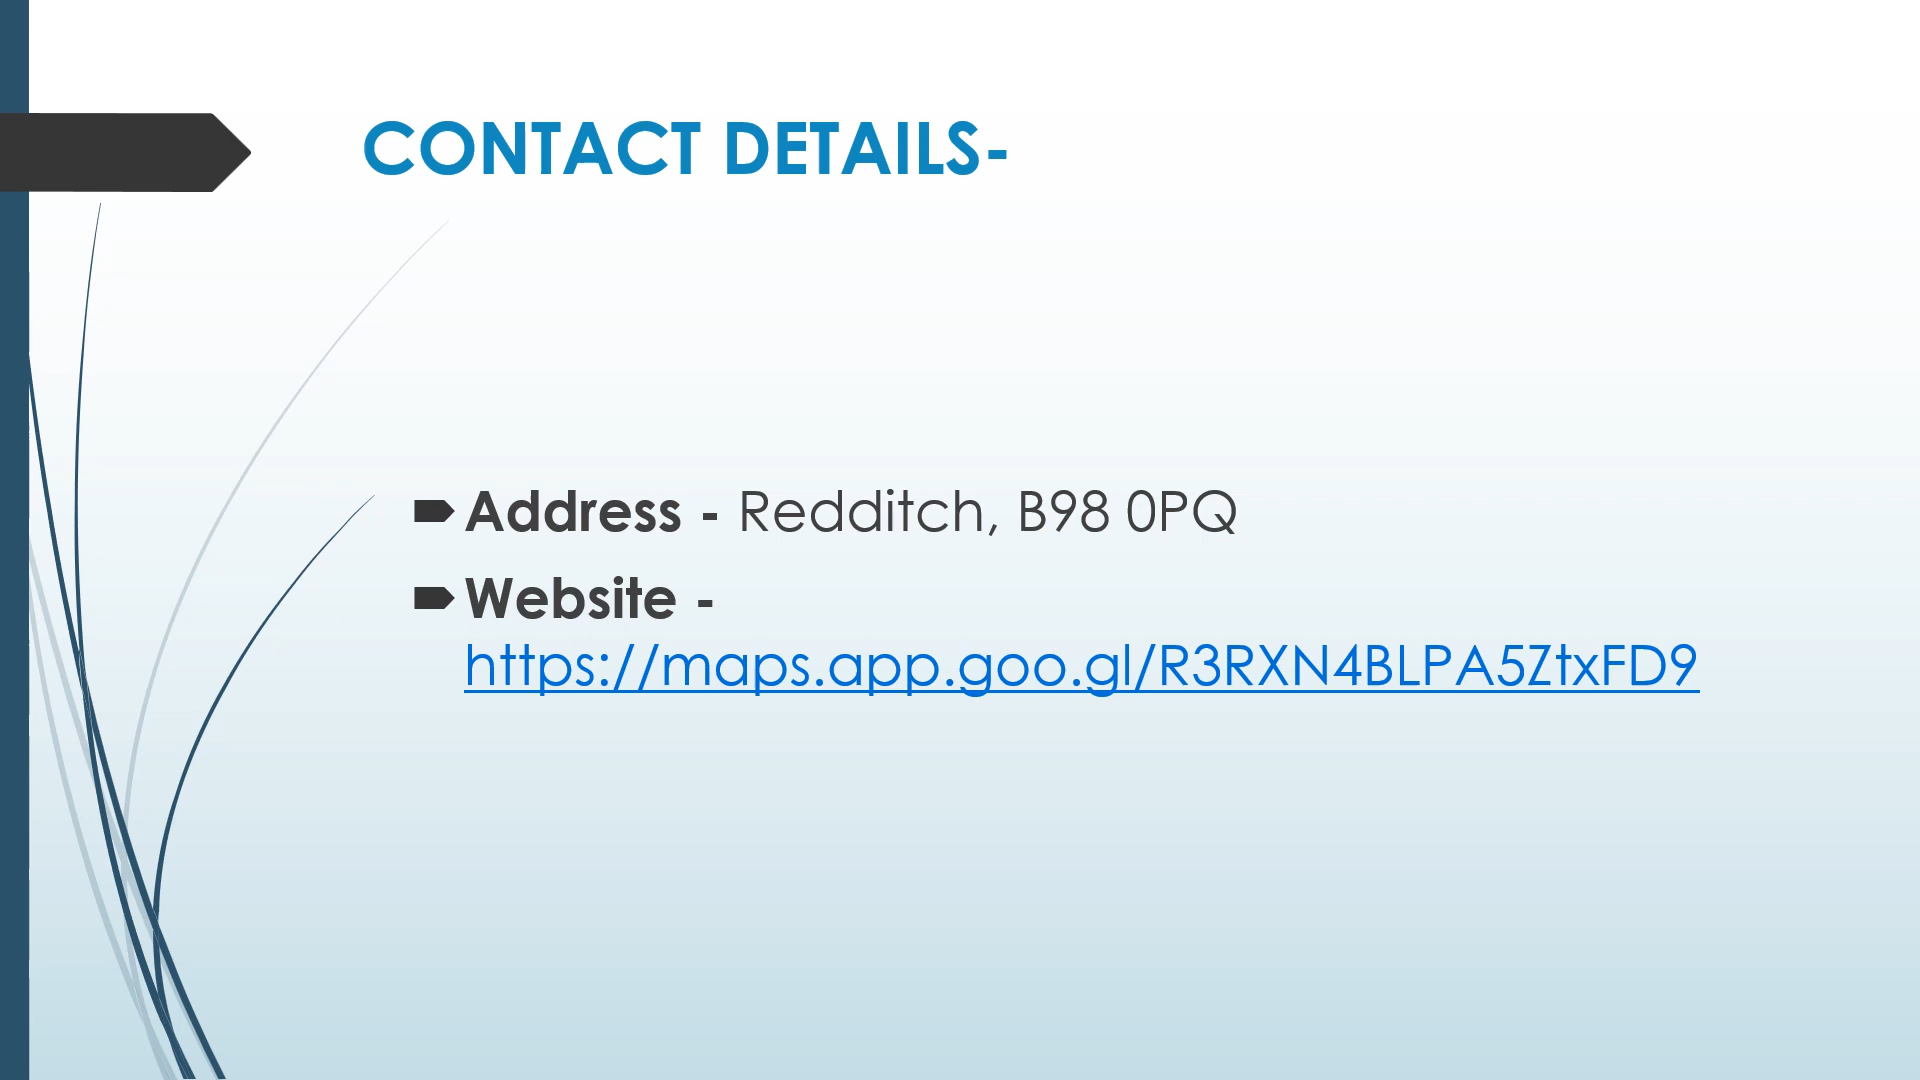 CONTACT DETAILS-
Address - Redditch, B98 0PQ
Website -
https://maps.app.goo.gl/R3RXN4BLPA5ZtxFD9